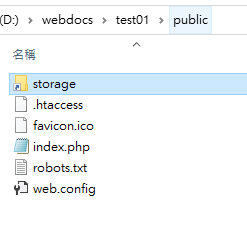 (D:) › webdocs › test01 › public
名稱
storage
.htaccess
favicon.ico
index.php
robots.txt
web.config